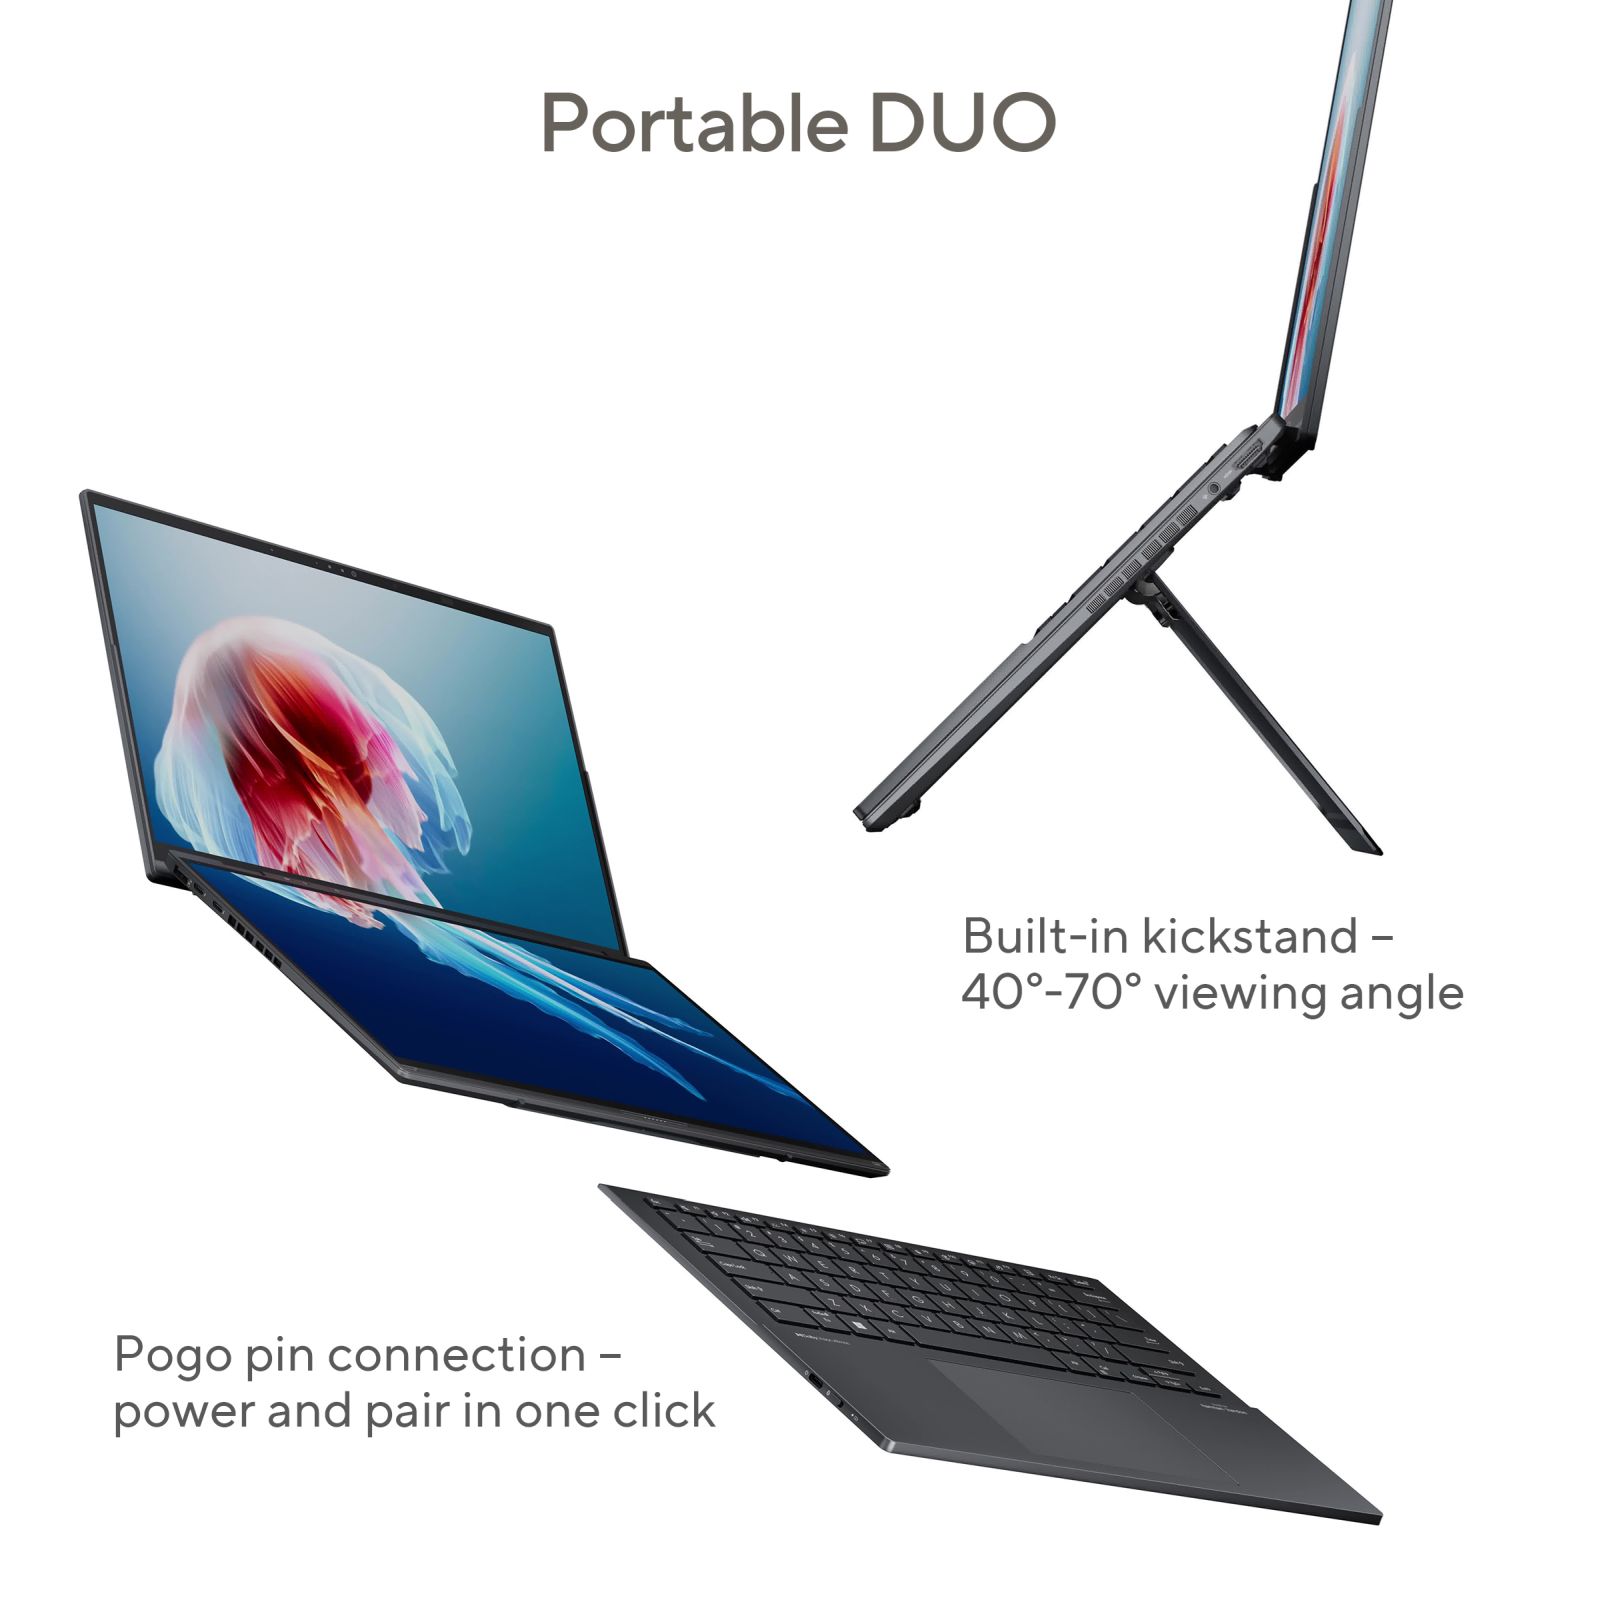 Portable DUO
Built-in kickstand –
40°-70° viewing angle
Pogo pin connection –
power and pair in one click